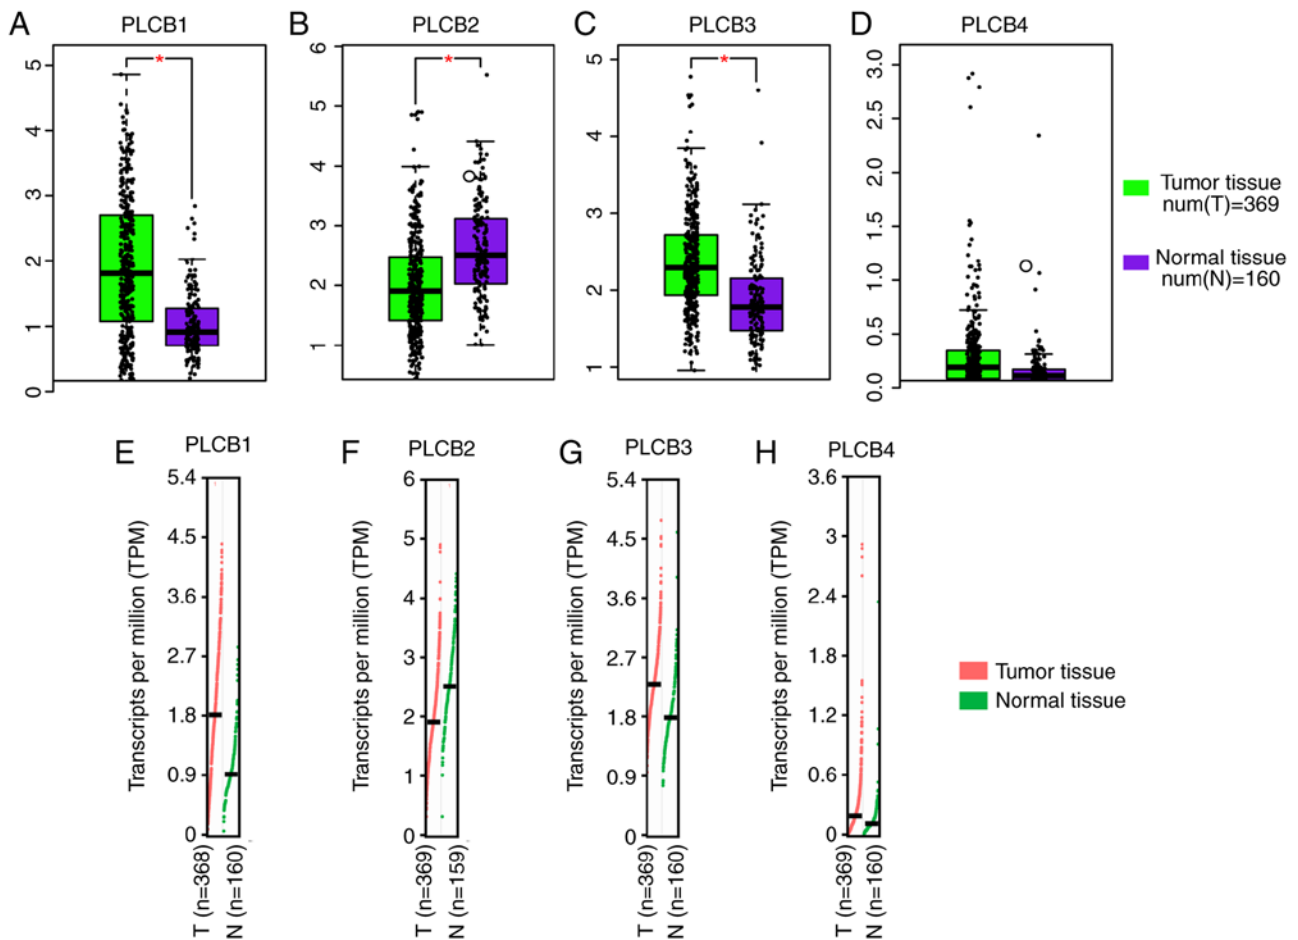 A
PLCB1
B
PLCB2
C
PLCB3
D
PLCB4
5
4
3
2
1
0
*
6
5
4
3
2
1
*
5
4
3
2
1
*
3.0
2.5
2.0
1.5
1.0
0.5
0.0
Tumor tissue
num(T)=369
Normal tissue
num(N)=160
E
PLCB1
F
PLCB2
G
PLCB3
H
PLCB4
Transcripts per million (TPM)
5.4
4.5
3.6
2.7
1.8
0.9
0
T (n=368)
N (n=160)
Transcripts per million (TPM)
6
5
4
3
2
1
0
T (n=369)
N (n=159)
Transcripts per million (TPM)
5.4
4.5
3.6
2.7
1.8
0.9
0
T (n=369)
N (n=160)
Transcripts per million (TPM)
3.6
3
2.4
1.8
1.2
0.6
0
T (n=369)
N (n=160)
Tumor tissue
Normal tissue